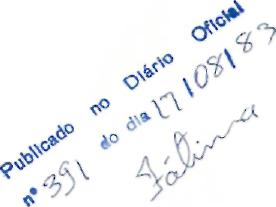 Publicado no Diário Oficial
nº 391 do dia 17/08/83
Fátima